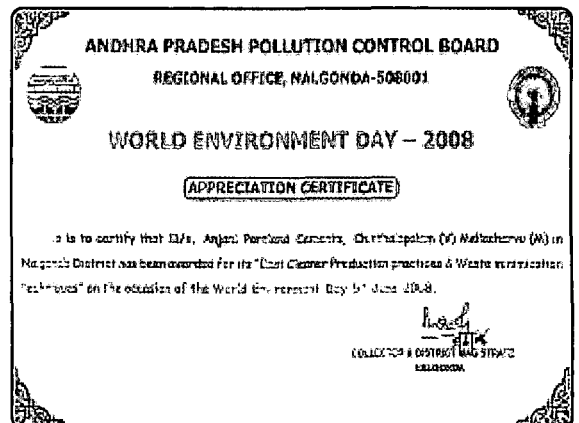 ANDHRA PRADESH POLLUTION CONTROL BOARD
REGIONAL OFFICE, NALGONDA-508001
WORLD ENVIRONMENT DAY – 2008
APPRECIATION CERTIFICATE
is to certify that M/s, Anjani Portland Cements, (V) Mellacheruvu (M) in
Nalgonda District has been awarded for its "Best Cleaner Production practices & Waste minimization
Techniques" on the occasion of the World Environment Day 5th June 2008.
COLLECTOR & DISTRICT MAGISTRATE
NALGONDA